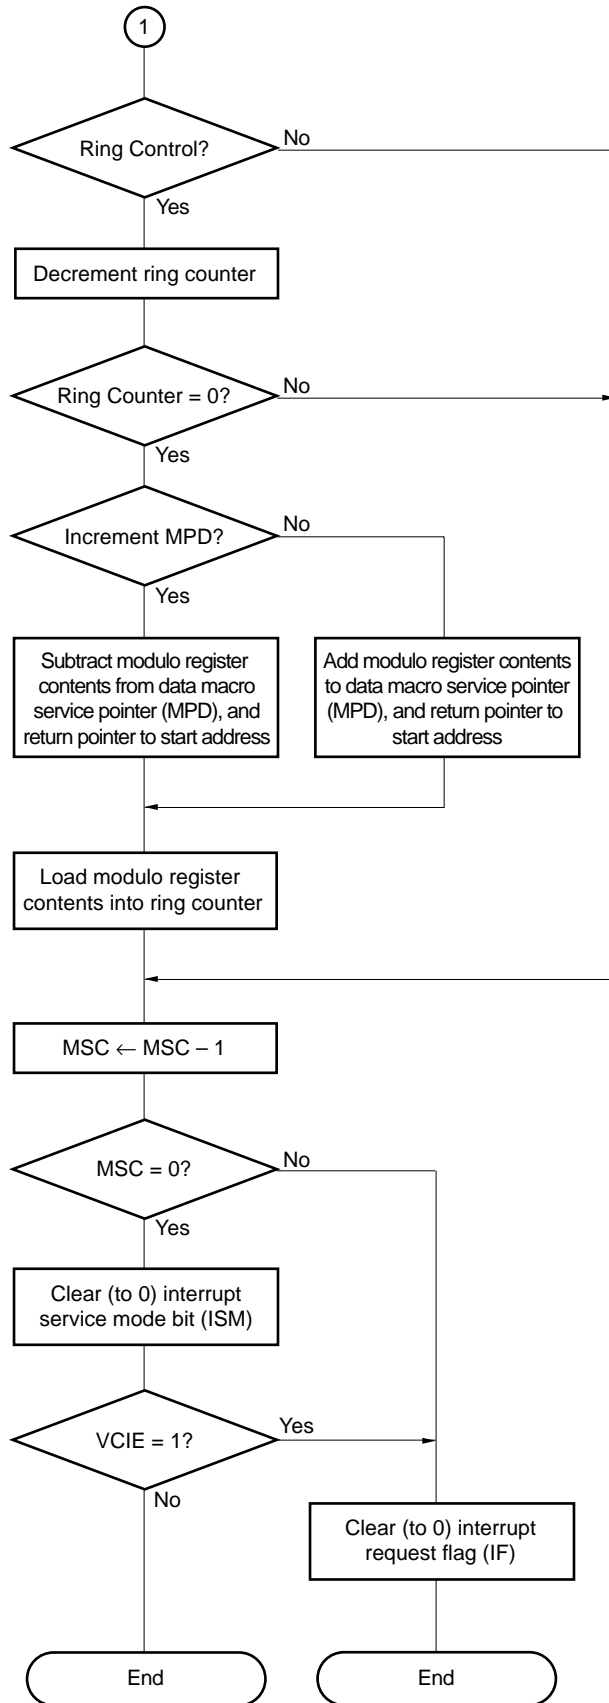 1
Ring Control?
No
Yes
Decrement ring counter
Ring Counter = 0?
No
Yes
Increment MPD?
No
Yes
Subtract modulo register
contents from data macro
service pointer (MPD), and
return pointer to start address
Add modulo register contents
to data macro service pointer
(MPD), and return pointer to
start address
Load modulo register
contents into ring counter
MSC ← MSC – 1
MSC = 0?
No
Yes
Clear (to 0) interrupt
service mode bit (ISM)
VCIE = 1?
Yes
No
Clear (to 0) interrupt
request flag (IF)
End
End